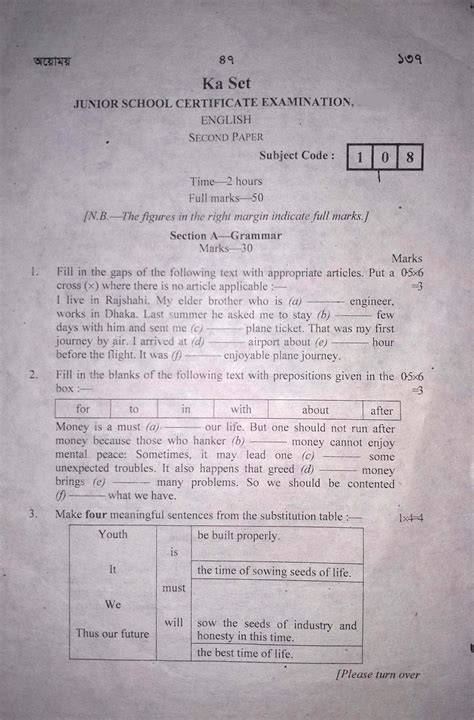 অয়োময় ৪৭ ১৩৭
Ka Set
JUNIOR SCHOOL CERTIFICATE EXAMINATION,
ENGLISH
SECOND PAPER
Subject Code : 1 0 8
Time—2 hours
Full marks—50
[N.B.—The figures in the right margin indicate full marks.]
Section A—Grammar
Marks—30
Marks
1. Fill in the gaps of the following text with appropriate articles. Put a 0·5×6
cross (×) where there is no article applicable :— =3
I live in Rajshahi. My elder brother who is (a) ——— engineer,
works in Dhaka. Last summer he asked me to stay (b) ——— few
days with him and sent me (c) ——— plane ticket. That was my first
journey by air. I arrived at (d) ——— airport about (e) ——— hour
before the flight. It was (f) ——— enjoyable plane journey.
2. Fill in the blanks of the following text with prepositions given in the 0·5×6
box :— =3
for to in with about after
Money is a must (a) ——— our life. But one should not run after
money because those who hanker (b) ——— money cannot enjoy
mental peace: Sometimes, it may lead one (c) ——— some
unexpected troubles. It also happens that greed (d) ——— money
brings (e) ——— many problems. So we should be contented
(f) ——— what we have.
3. Make four meaningful sentences from the substitution table :— 1×4=4
Youth be built properly.
is
It the time of sowing seeds of life.
must
We
will sow the seeds of industry and
Thus our future honesty in this time.
the best time of life.
[Please turn over